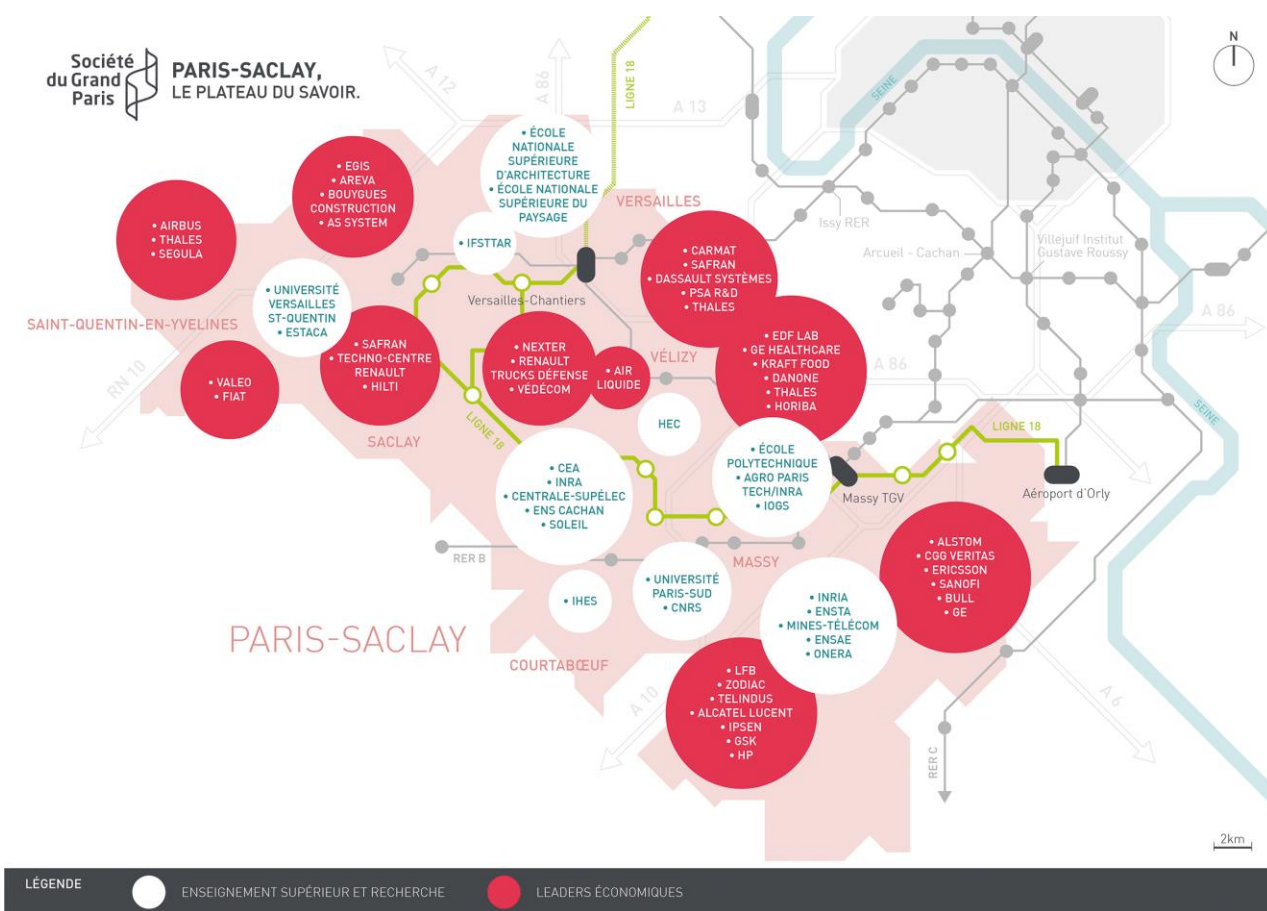 Société
du Grand
Paris
PARIS-SACLAY,
LE PLATEAU DU SAVOIR.
A 12
A 86
LIGNE 18
A 13
SEINE
N
• ÉCOLE
NATIONALE
SUPÉRIEURE
D'ARCHITECTURE
• ÉCOLE NATIONALE
SUPÉRIEURE DU
PAYSAGE
• EGIS
• AREVA
• BOUYGUES
CONSTRUCTION
• AS SYSTEM
• AIRBUS
• THALES
• SEGULA
VERSAILLES
• IFSTTAR
Issy RER
Arcueil - Cachan
Villejuif Institut
Gustave Roussy
• CARMAT
• SAFRAN
• DASSAULT SYSTÈMES
• PSA R&D
• THALES
Versailles-Chantiers
• UNIVERSITÉ
VERSAILLES
ST-QUENTIN
• ESTACA
SAINT-QUENTIN-EN-YVELINES
RN 10
• SAFRAN
• TECHNO-CENTRE
RENAULT
• HILTI
• NEXTER
• RENAULT
TRUCKS DÉFENSE
• VÉDÉCOM
• AIR
LIQUIDE
VÉLIZY
• EDF LAB
• GE HEALTHCARE
• KRAFT FOOD
• DANONE
• THALES
• HORIBA
A 86
A 86
SEINE
• VALEO
• FIAT
SACLAY
LIGNE 18
HEC
LIGNE 18
• CEA
• INRA
• CENTRALE-SUPÉLEC
• ENS CACHAN
• SOLEIL
• ÉCOLE
POLYTECHNIQUE
• AGRO PARIS
TECH/INRA
• IOGS
Massy TGV
Aéroport d'Orly
RER B
MASSY
• ALSTOM
• CGG VERITAS
• ERICSSON
• SANOFI
• BULL
• GE
• IHES
• UNIVERSITÉ
PARIS-SUD
• CNRS
• INRIA
• ENSTA
• MINES-TÉLÉCOM
• ENSAE
• ONERA
PARIS-SACLAY
COURTABŒUF
A 10
• LFB
• ZODIAC
• TELINDUS
• ALCATEL LUCENT
• IPSEN
• GSK
• HP
A 6
RER C
2km
LÉGENDE
ENSEIGNEMENT SUPÉRIEUR ET RECHERCHE
LEADERS ÉCONOMIQUES